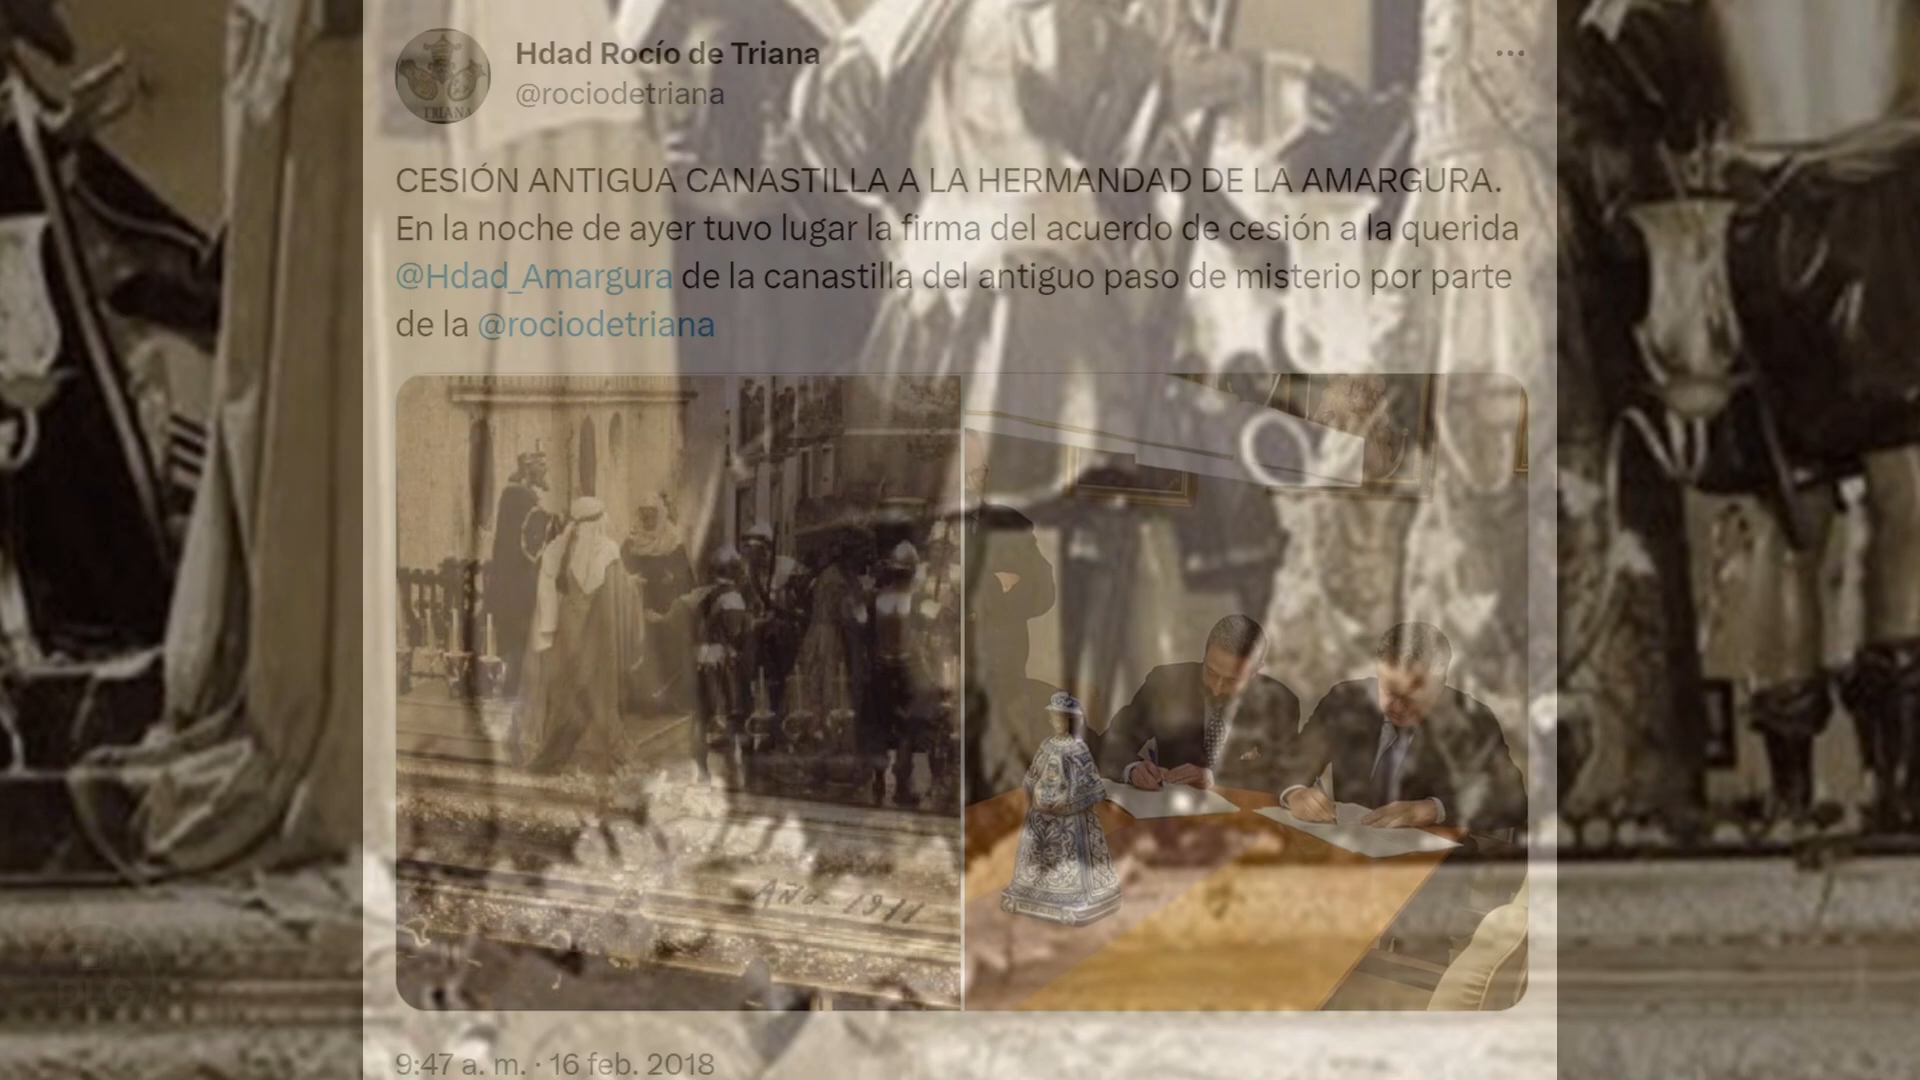 Hdad Rocío de Triana
@rociodetriana
TRIANA
CESIÓN ANTIGUA CANASTILLA A LA HERMANDAD DE LA AMARGURA.
En la noche de ayer tuvo lugar la firma del acuerdo de cesión a la querida
@Hdad_Amargura de la canastilla del antiguo paso de misterio por parte
de la @rociodetriana
AÑO 1911
9:47 a. m. · 16 feb. 2018